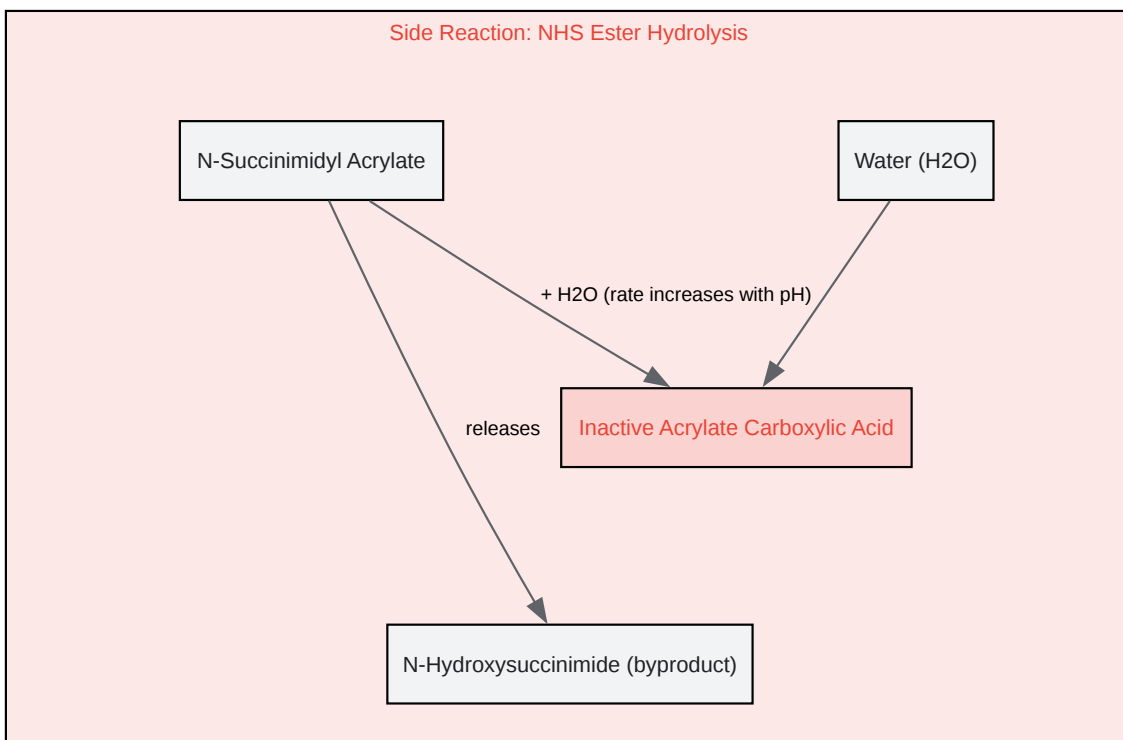 Side Reaction: NHS Ester Hydrolysis
N-Succinimidyl Acrylate
Water (H2O)
+ H2O (rate increases with pH)
releases
Inactive Acrylate Carboxylic Acid
N-Hydroxysuccinimide (byproduct)